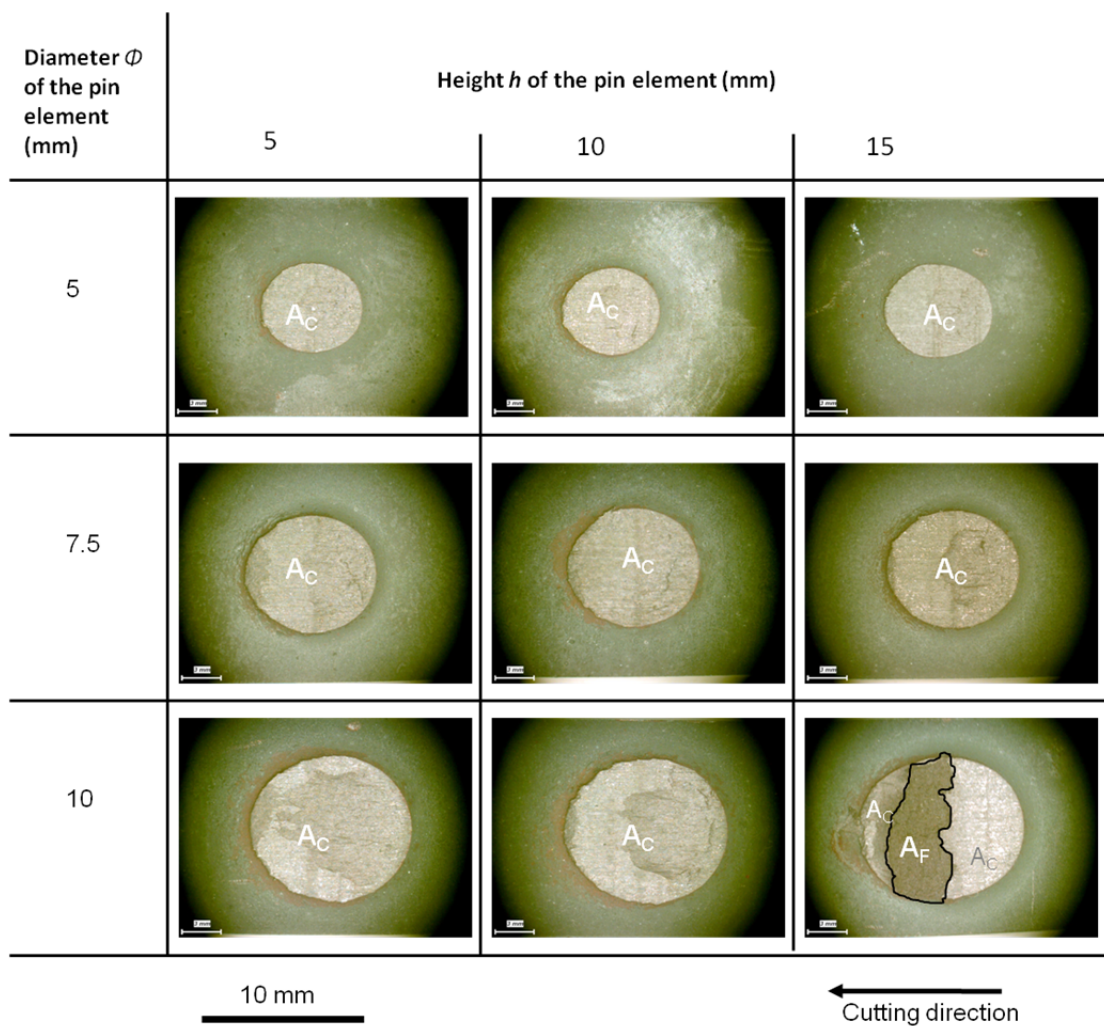 Diameter Φ
of the pin
element
(mm)
Height h of the pin element (mm)
5
10
15
5
A_C
A_C
A_C
7.5
A_C
A_C
A_C
10
A_C
A_C
A_C
A_F
A_C
10 mm
Cutting direction